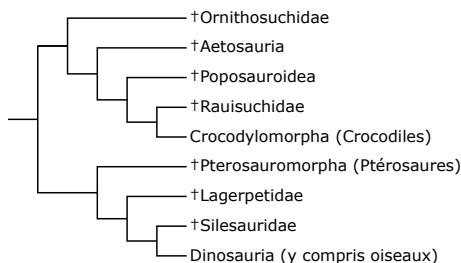 †Ornithosuchidae
†Aetosauria
†Poposauroidea
†Rauisuchidae
Crocodylomorpha (Crocodiles)
†Pterosauromorpha (Ptérosaures)
†Lagerpetidae
†Silesauridae
Dinosauria (y compris oiseaux)